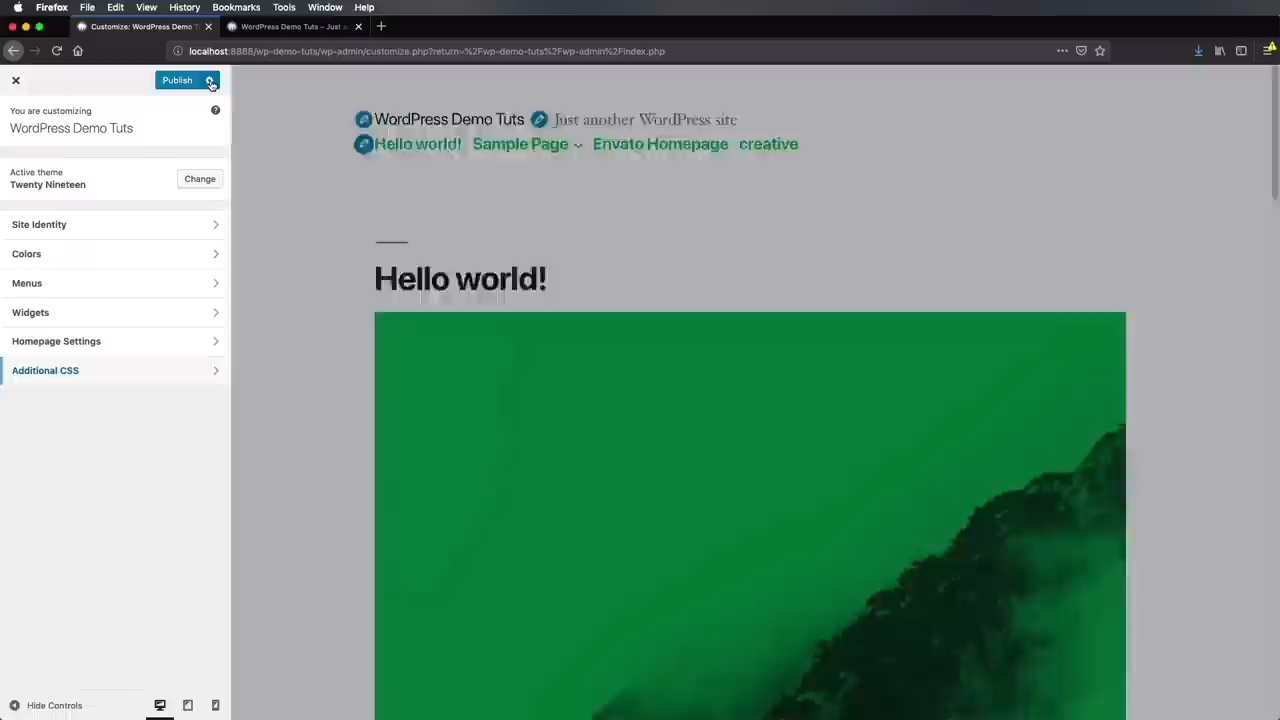 Firefox File Edit View History Bookmarks Tools Window Help
Customize: WordPress Demo T
WordPress Demo Tuts – Just a
localhost:8888/wp-demo-tuts/wp-admin/customize.php?return=%2Fwp-demo-tuts%2Fwp-admin%2Findex.php
Publish
You are customizing
WordPress Demo Tuts
Active theme
Twenty Nineteen
Change
Site Identity
Colors
Menus
Widgets
Homepage Settings
Additional CSS
Hide Controls
WordPress Demo Tuts Just another WordPress site
Hello world! Sample Page Envato Homepage creative
Hello world!